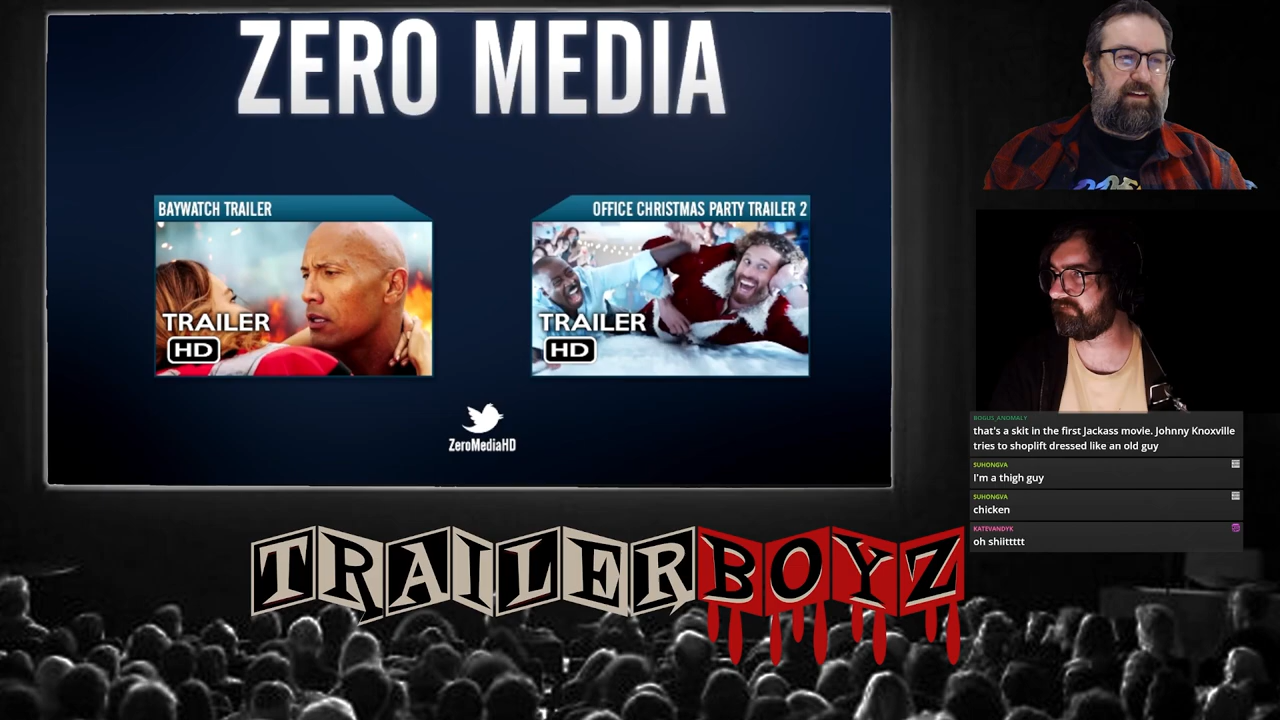 ZERO MEDIA
BAYWATCH TRAILER
OFFICE CHRISTMAS PARTY TRAILER 2
TRAILER
HD
TRAILER
HD
ZeroMediaHD
TRAILERBOYZ
BOGUS_ANOMALY
that's a skit in the first Jackass movie. Johnny Knoxville
tries to shoplift dressed like an old guy
SUHONGVA
I'm a thigh guy
SUHONGVA
chicken
KATEVANDYK
oh shiittttt